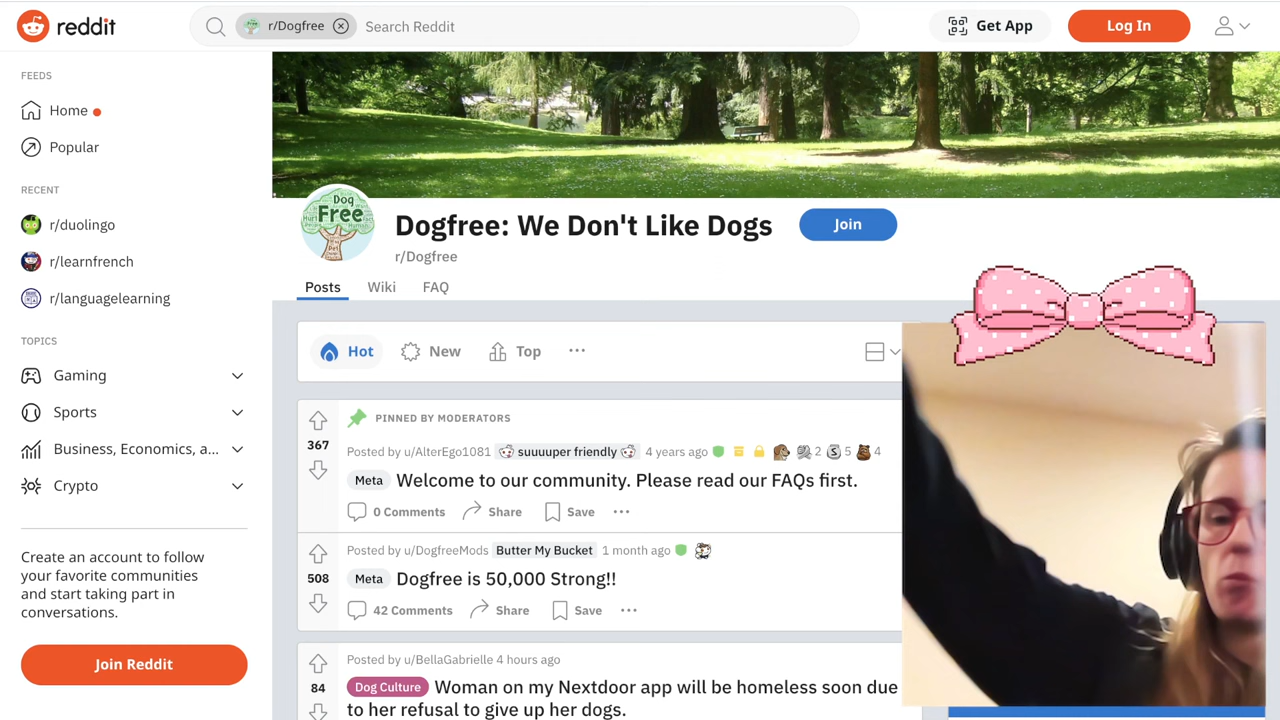 reddit
r/Dogfree
Search Reddit
Get App
Log In
FEEDS
Home
Popular
RECENT
r/duolingo
r/learnfrench
r/languagelearning
TOPICS
Gaming
Sports
Business, Economics, a...
Crypto
Create an account to follow
your favorite communities
and start taking part in
conversations.
Join Reddit
Dog
Free
Dogfree: We Don't Like Dogs
Join
r/Dogfree
Posts
Wiki
FAQ
Hot
New
Top
367
PINNED BY MODERATORS
Posted by u/AlterEgo1081 suuuuper friendly 4 years ago 2 5 4
Meta Welcome to our community. Please read our FAQs first.
0 Comments Share Save
508
Posted by u/DogfreeMods Butter My Bucket 1 month ago
Meta Dogfree is 50,000 Strong!!
42 Comments Share Save
84
Posted by u/BellaGabrielle 4 hours ago
Dog Culture Woman on my Nextdoor app will be homeless soon due
to her refusal to give up her dogs.